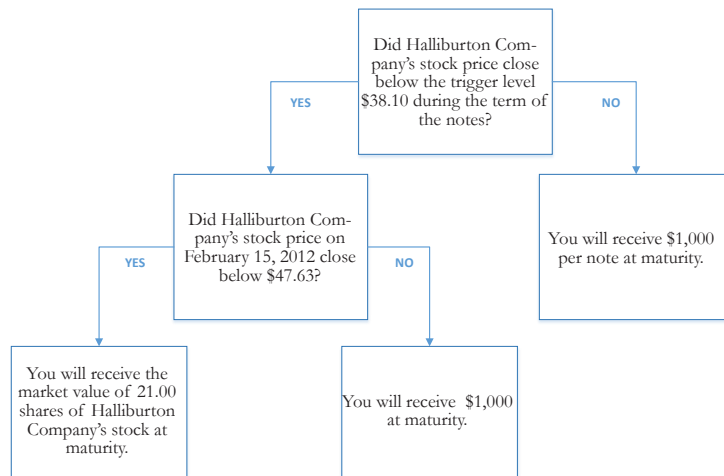 Did Halliburton Com-
pany's stock price close
below the trigger level
$38.10 during the term of
the notes?
YES
NO
Did Halliburton Com-
pany's stock price on
February 15, 2012 close
below $47.63?
You will receive $1,000
per note at maturity.
YES
NO
You will receive the
market value of 21.00
shares of Halliburton
Company's stock at
maturity.
You will receive  $1,000
at maturity.